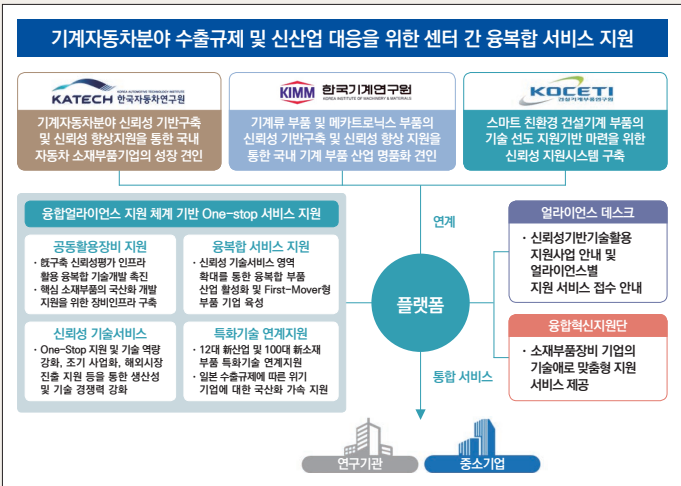 기계자동차분야 수출규제 및 신산업 대응을 위한 센터 간 융복합 서비스 지원
KOREA AUTOMOTIVE TECHNOLOGY INSTITUTE
KATECH 한국자동차연구원
기계자동차분야 신뢰성 기반구축
및 신뢰성 향상지원을 통한 국내
자동차 소재부품기업의 성장 견인
KIMM 한국기계연구원
KOREA INSTITUTE OF MACHINERY & MATERIALS
기계류 부품 및 메카트로닉스 부품의
신뢰성 기반구축 및 신뢰성 향상 지원을
통한 국내 기계 부품 산업 명품화 견인
KOCETI
건설기계부품연구원
스마트 친환경 건설기계 부품의
기술 선도 지원기반 마련을 위한
신뢰성 지원시스템 구축
융합얼라이언스 지원 체계 기반 One-stop 서비스 지원
공동활용장비 지원
· 旣구축 신뢰성평가 인프라
활용 융복합 기술개발 촉진
· 핵심 소재부품의 국산화 개발
지원을 위한 장비인프라 구축
융복합 서비스 지원
· 신뢰성 기술서비스 영역
확대를 통한 융복합 부품
산업 활성화 및 First-Mover형
부품 기업 육성
신뢰성 기술서비스
· One-Stop 지원 및 기술 역량
강화, 조기 사업화, 해외시장
진출 지원 등을 통한 생산성
및 기술 경쟁력 강화
특화기술 연계지원
· 12대 新산업 및 100대 新소재
부품 특화기술 연계지원
· 일본 수출규제에 따른 위기
기업에 대한 국산화 가속 지원
연계
플랫폼
통합 서비스
얼라이언스 데스크
· 신뢰성기반기술활용
지원사업 안내 및
얼라이언스별
지원 서비스 접수 안내
융합혁신지원단
· 소재부품장비 기업의
기술애로 맞춤형 지원
서비스 제공
연구기관
중소기업